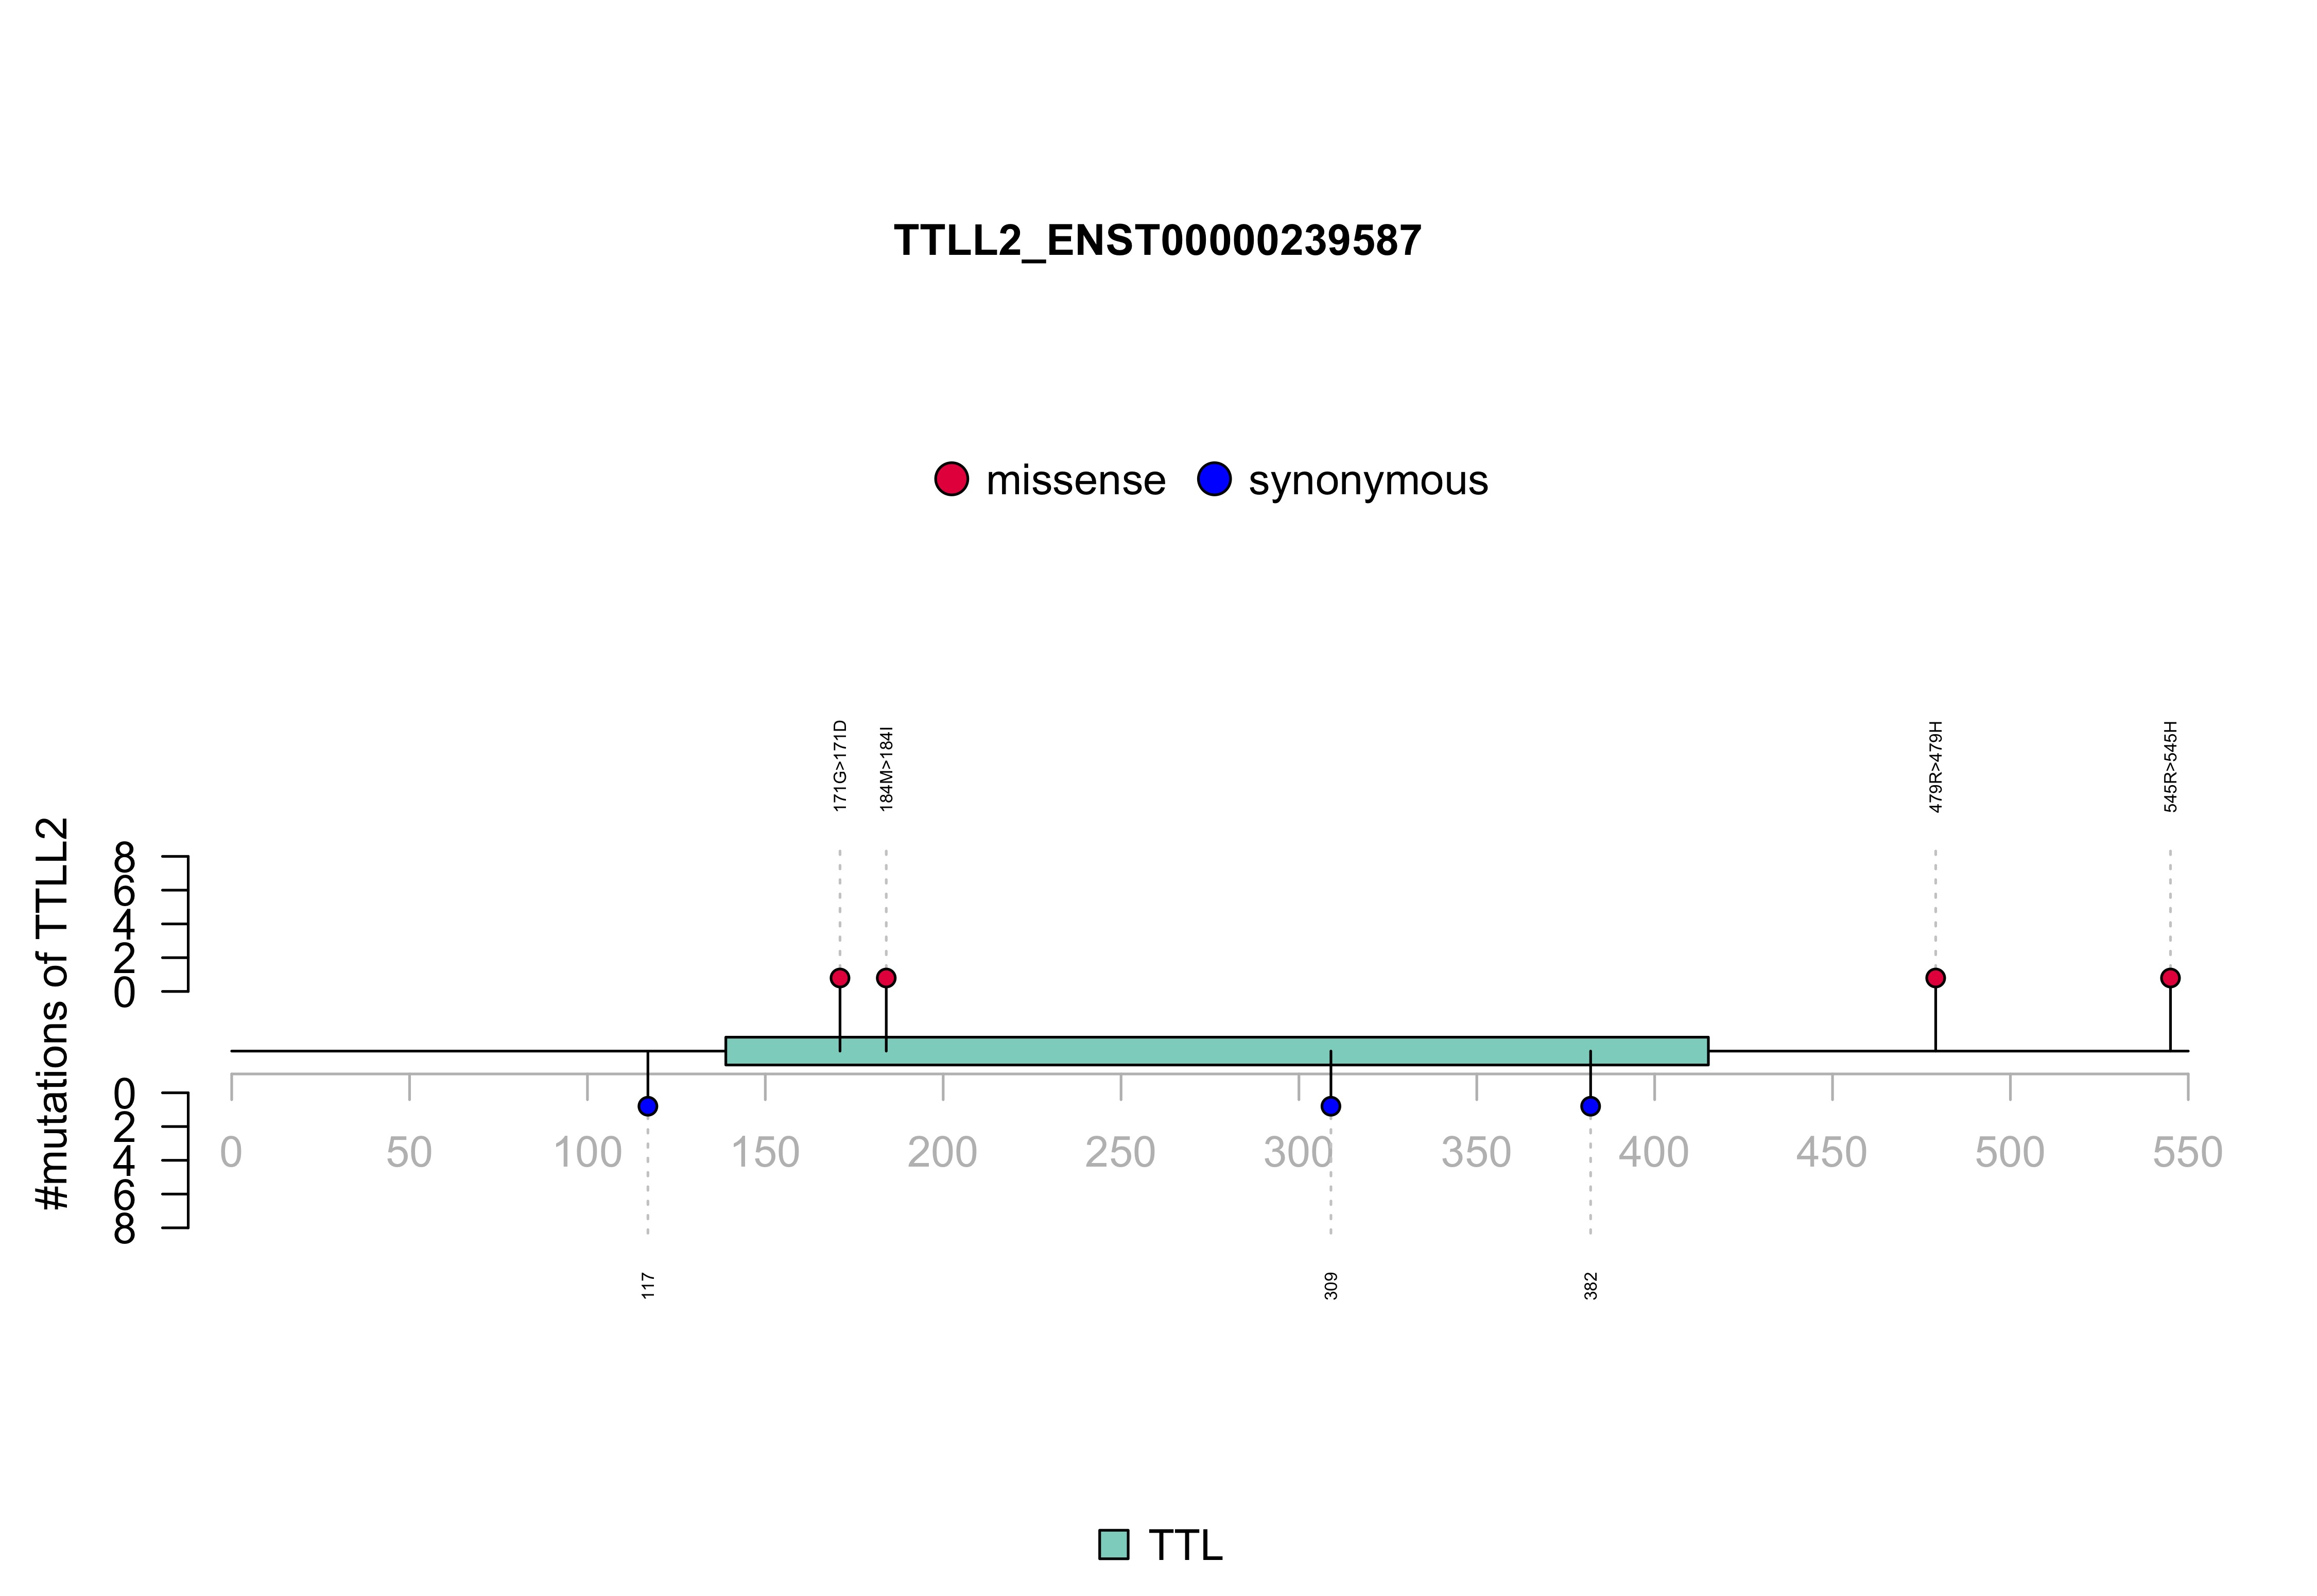 TTLL2_ENST00000239587
missense
synonymous
171G>171D
184M>184I
479R>479H
545R>545H
#mutations of TTLL2
8
6
4
2
0
0
2
4
6
8
0 50 100 150 200 250 300 350 400 450 500 550
117
309
382
TTL